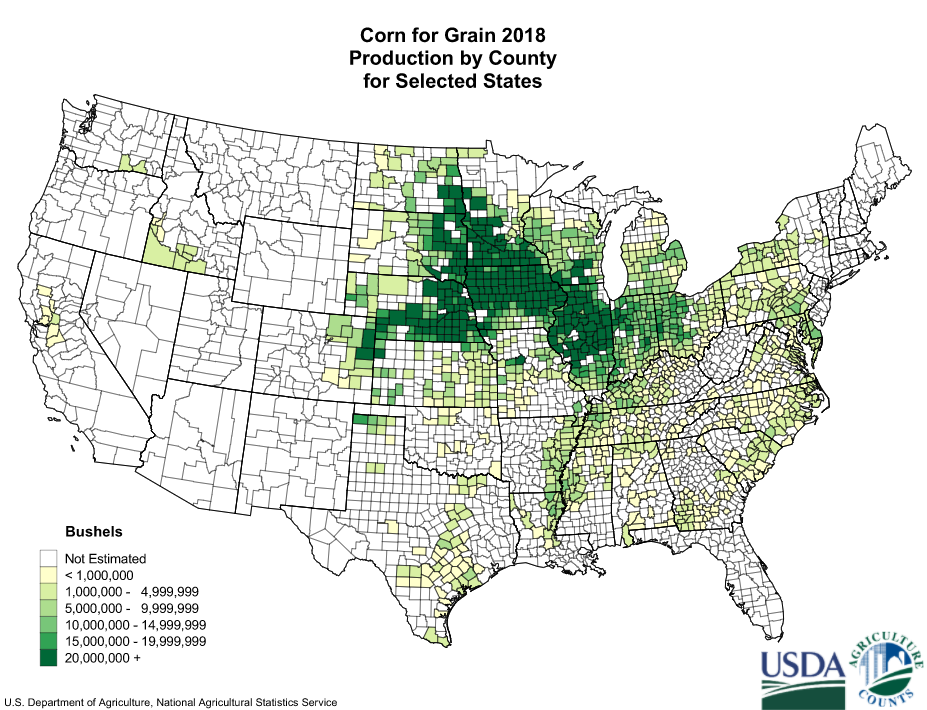 Corn for Grain 2018
Production by County
for Selected States
Bushels
Not Estimated
< 1,000,000
1,000,000 - 4,999,999
5,000,000 - 9,999,999
10,000,000 - 14,999,999
15,000,000 - 19,999,999
20,000,000 +
USDA
AGRICULTURE
COUNTS
U.S. Department of Agriculture, National Agricultural Statistics Service